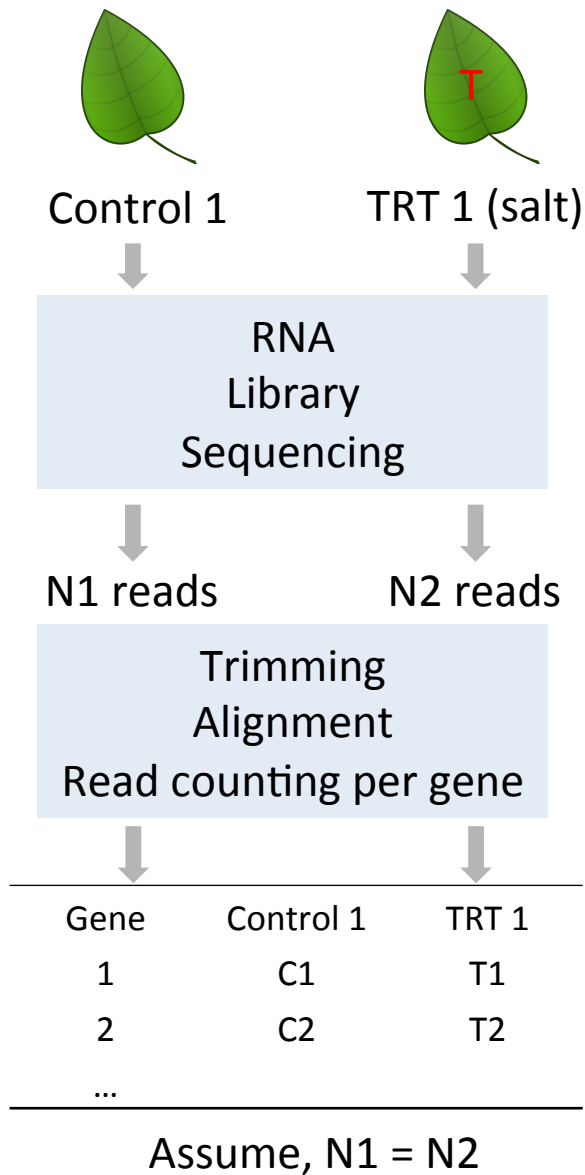 T
Control 1 TRT 1 (salt)
RNA
Library
Sequencing
N1 reads N2 reads
Trimming
Alignment
Read counting per gene
Gene Control 1 TRT 1
1 C1 T1
2 C2 T2
...
Assume, N1 = N2